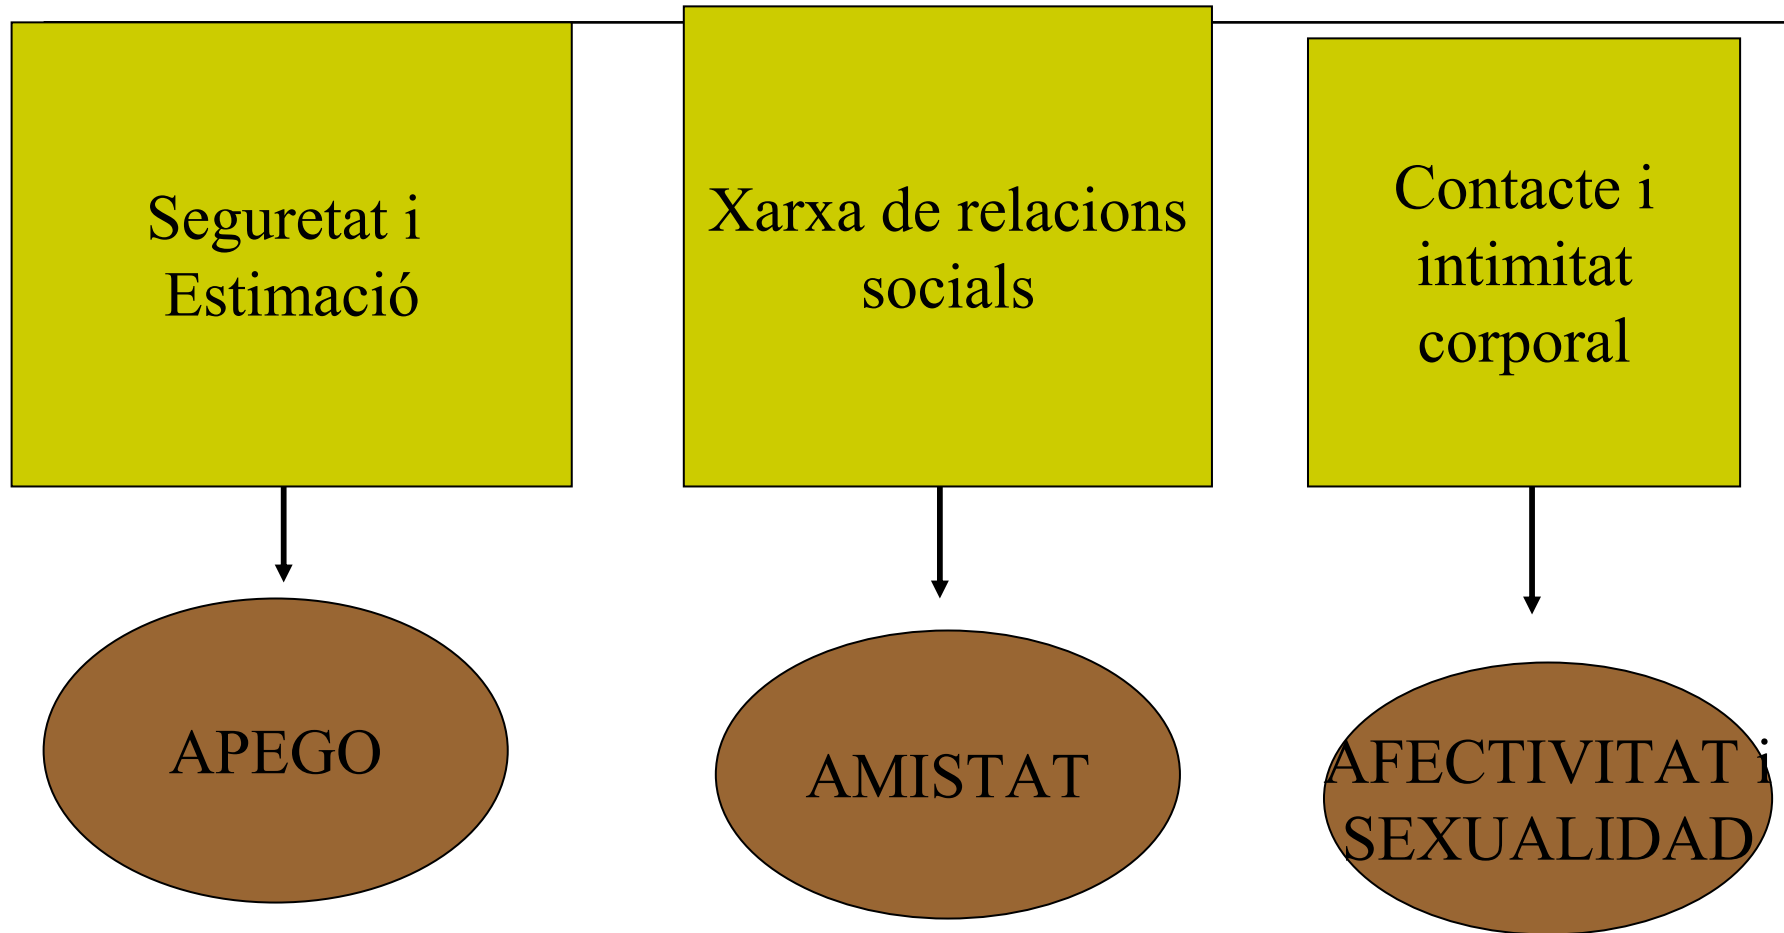 Seguretat i
Estimació
Xarxa de relacions
socials
Contacte i
intimitat
corporal
APEGO
AMISTAT
AFECTIVITAT i
SEXUALIDAD